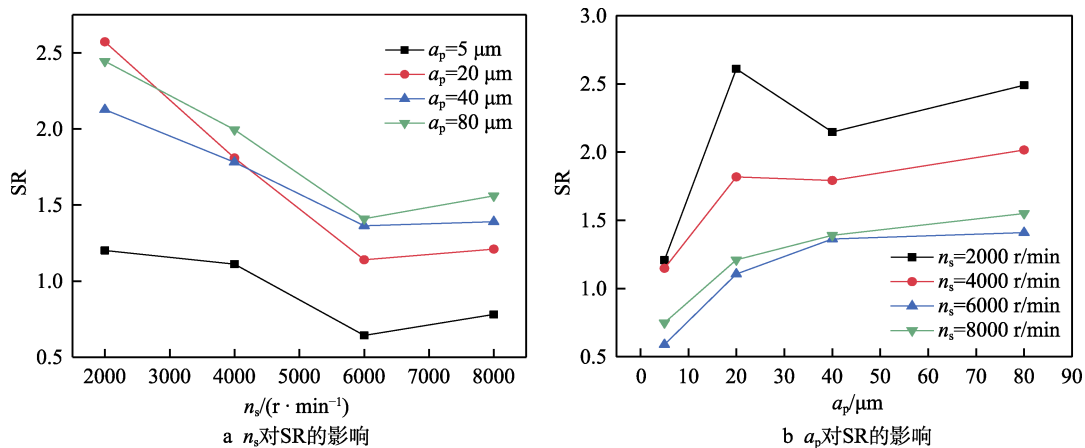 SR
2.5
2.0
1.5
1.0
0.5
2000 3000 4000 5000 6000 7000 8000
aₚ=5 μm
aₚ=20 μm
aₚ=40 μm
aₚ=80 μm
nₛ/(r · min⁻¹)
a nₛ对SR的影响
SR
3.0
2.5
2.0
1.5
1.0
0.5
0 10 20 30 40 50 60 70 80 90
nₛ=2000 r/min
nₛ=4000 r/min
nₛ=6000 r/min
nₛ=8000 r/min
aₚ/μm
b aₚ对SR的影响